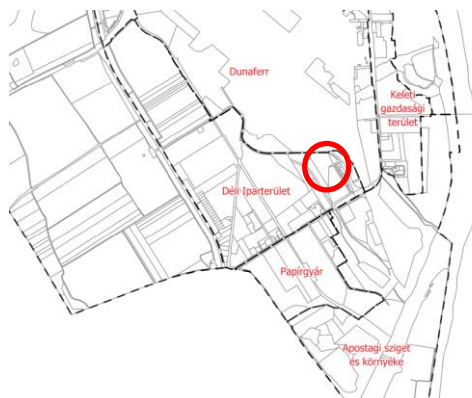 Dunaferr
Keleti
gazdasági
terület
Déli Iparterület
Papírgyár
Apostagi sziget
és környéke